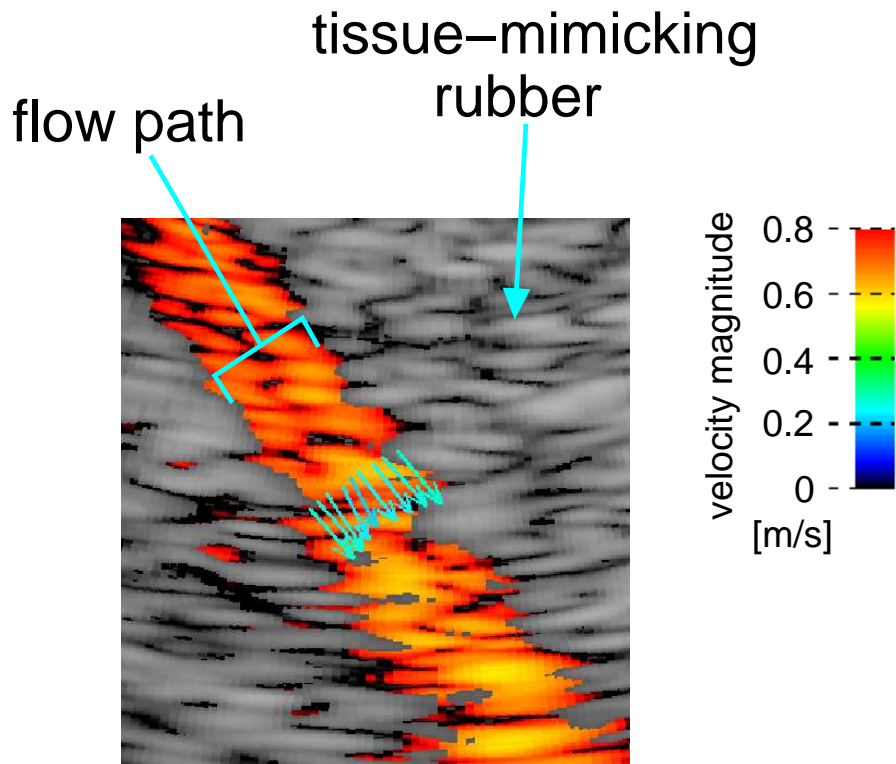 tissue−mimicking
rubber
flow path
velocity magnitude
0.8
0.6
0.4
0.2
0
[m/s]